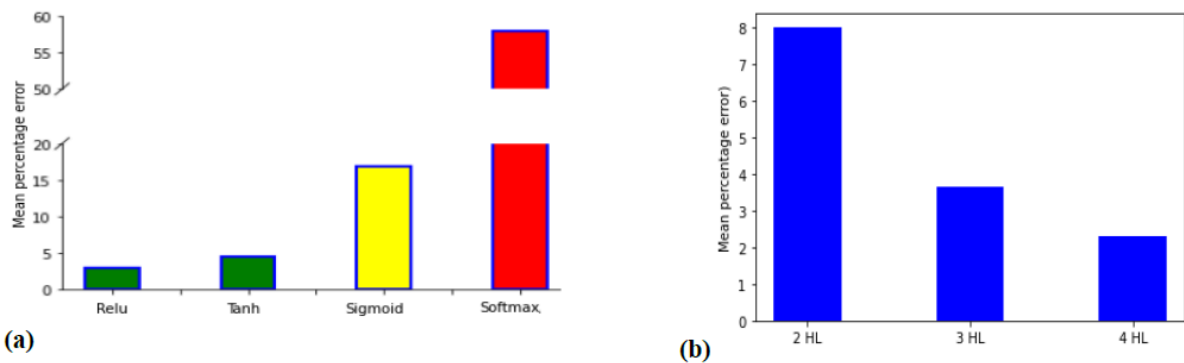 60
55
50
20
15
10
5
0
Mean percentage error
Relu Tanh Sigmoid Softmax,
(a)
8
7
6
5
4
3
2
1
0
Mean percentage error)
2 HL 3 HL 4 HL
(b)